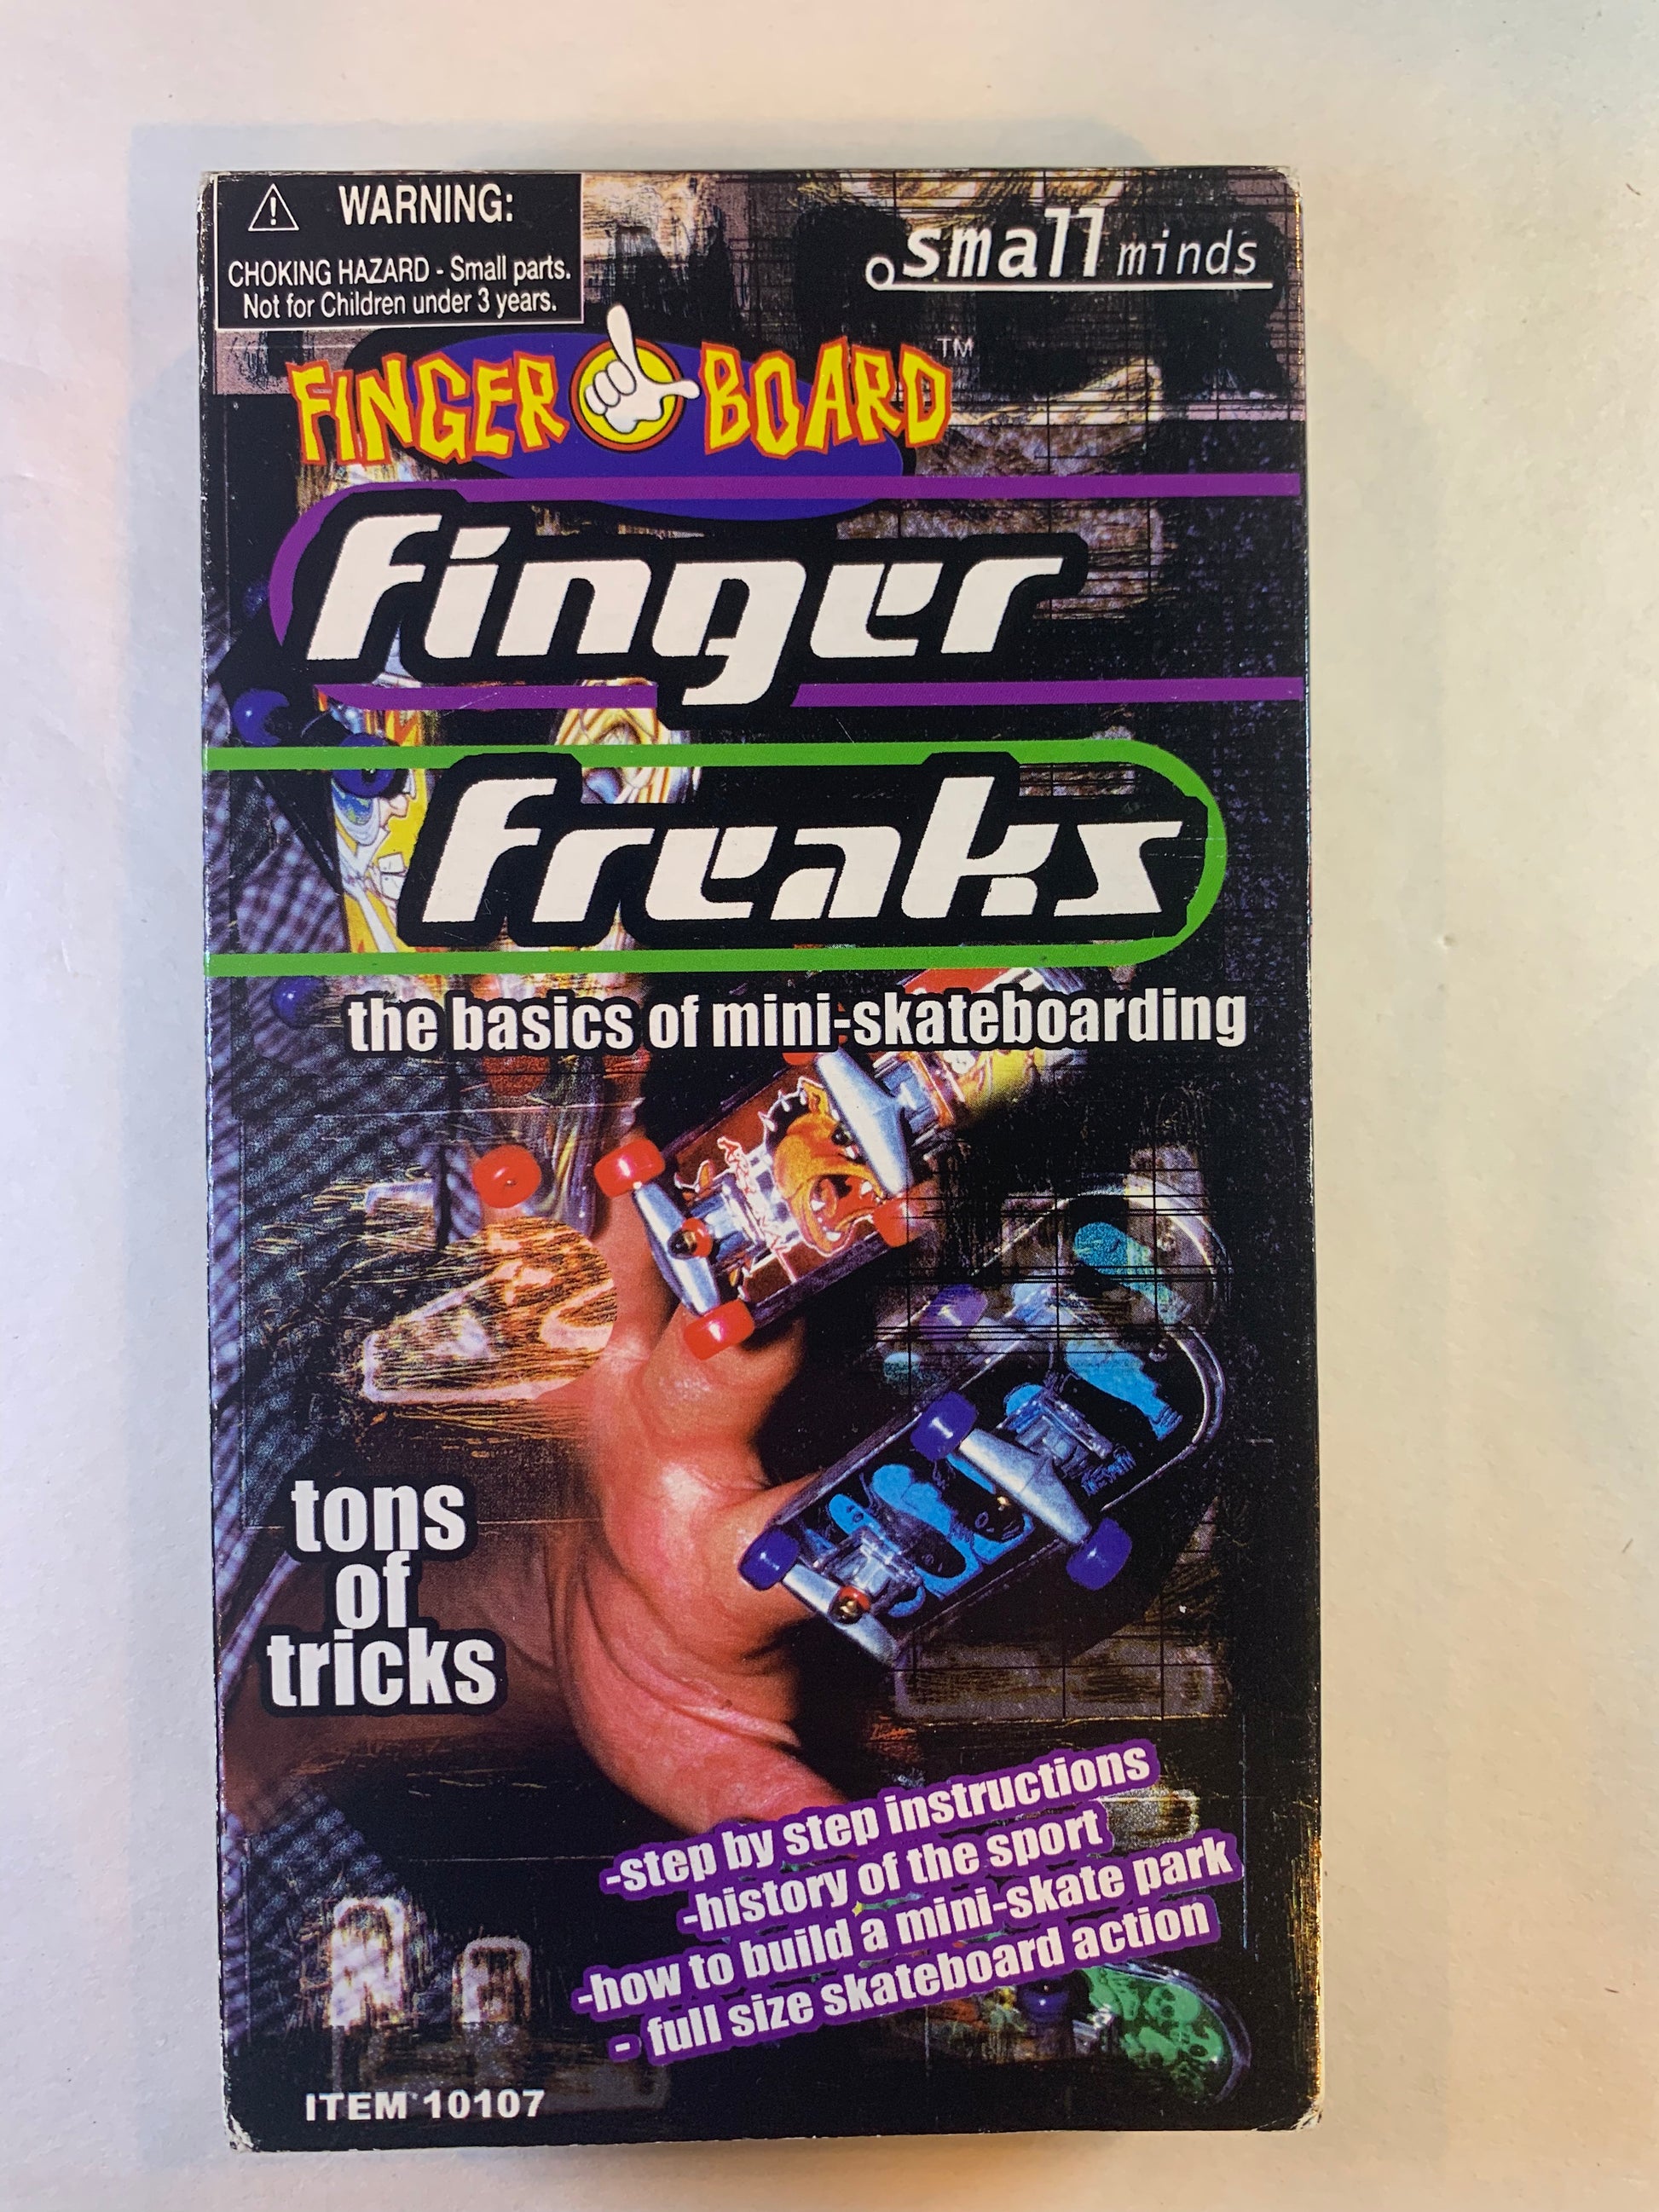 ⚠ WARNING:
CHOKING HAZARD - Small parts.
Not for Children under 3 years.
small minds
FINGER BOARD™
finger
freaks
the basics of mini-skateboarding
tons
of
tricks
-step by step instructions
-history of the sport
-how to build a mini-skate park
- full size skateboard action
ITEM 10107